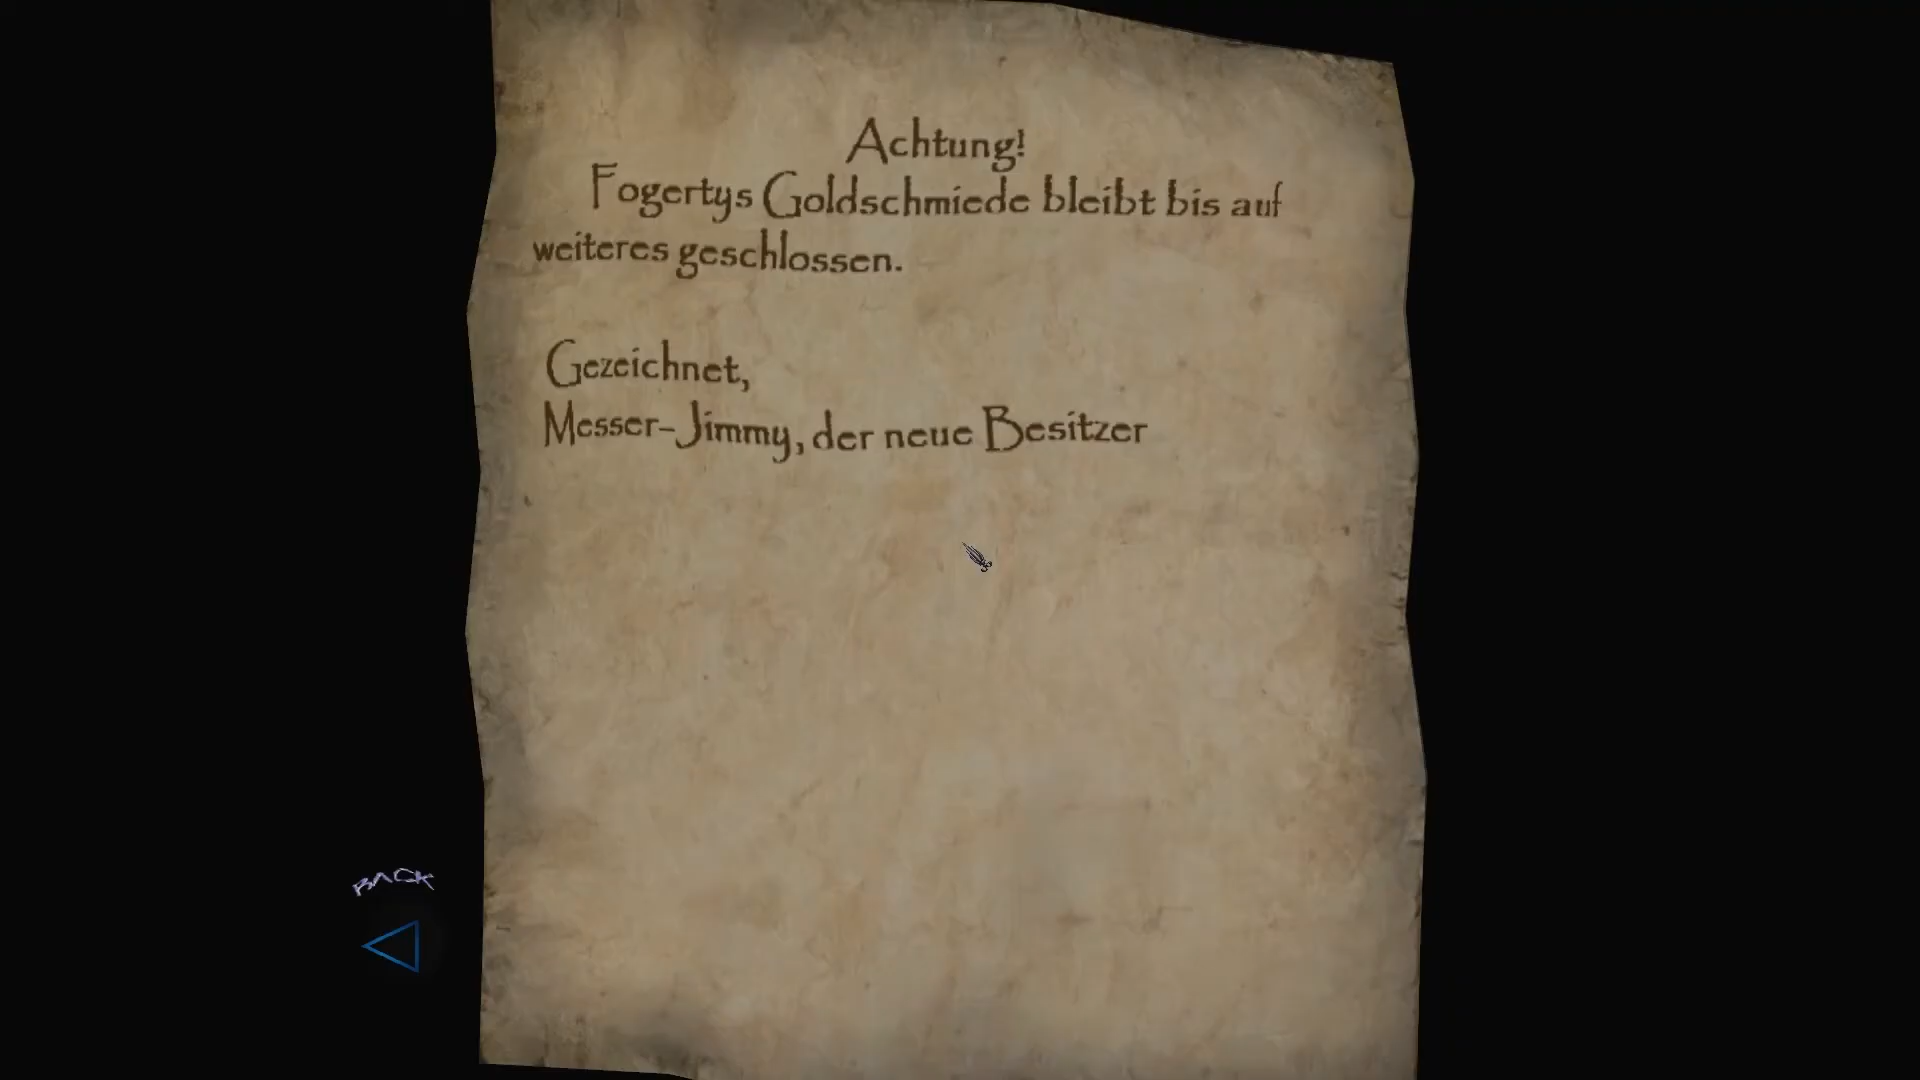 Achtung!
Fogertys Goldschmiede bleibt bis auf
weiteres geschlossen.
Gezeichnet,
Messer-Jimmy, der neue Besitzer
BACK